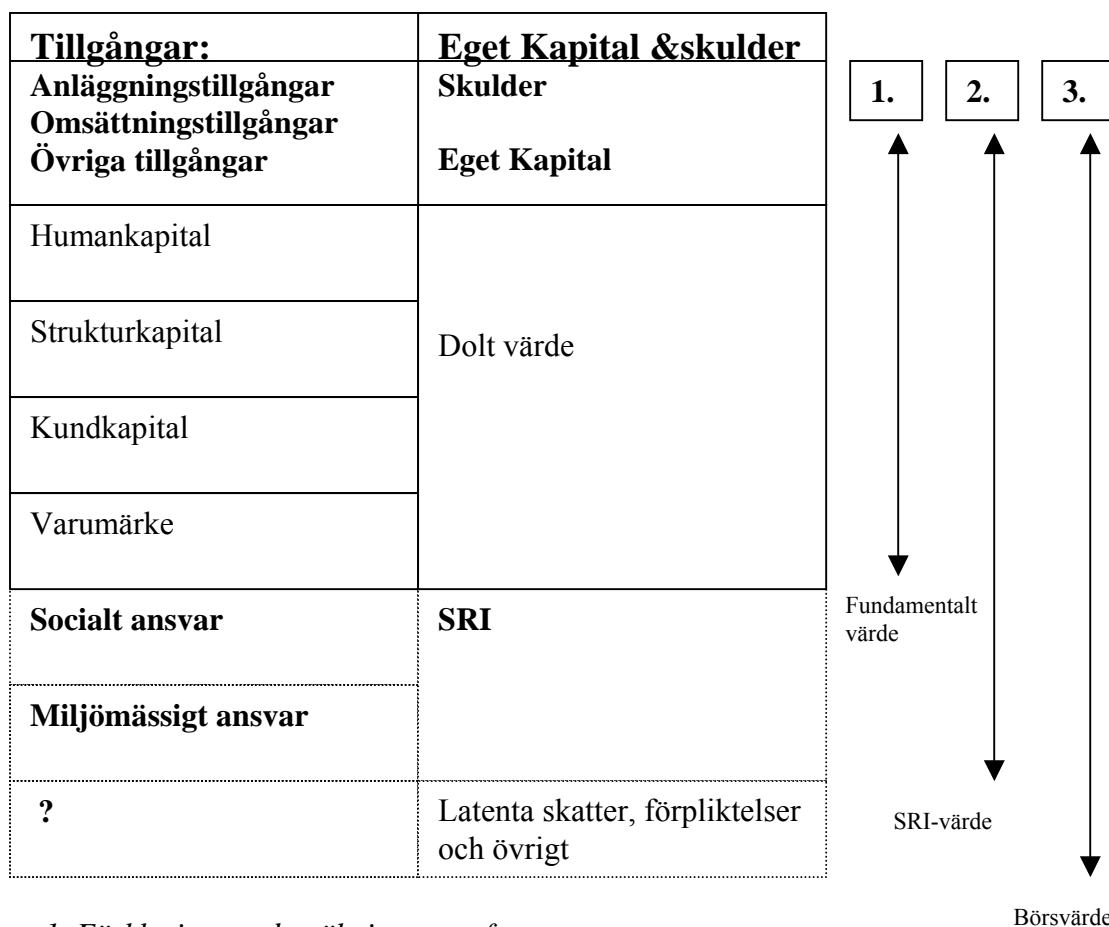 Tillgångar:
Eget Kapital &skulder
Anläggningstillgångar
Omsättningstillgångar
Övriga tillgångar
Skulder
Eget Kapital
1.
2.
3.
Humankapital
Strukturkapital
Kundkapital
Varumärke
Dolt värde
Fundamentalt
värde
Socialt ansvar
SRI
Miljömässigt ansvar
?
Latenta skatter, förpliktelser
och övrigt
SRI-värde
Börsvärde